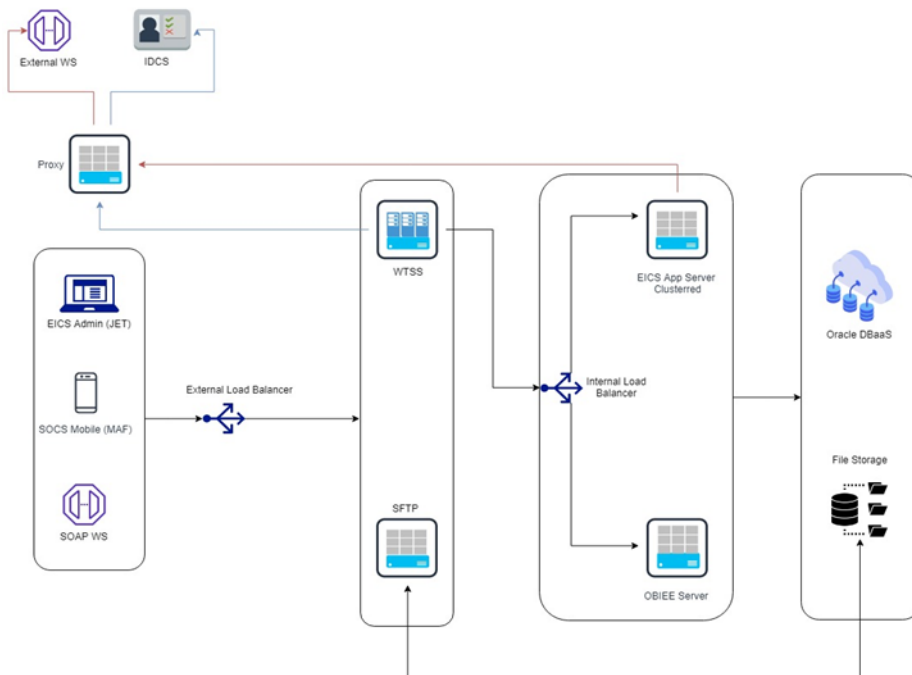 External WS
IDCS
Proxy
WTSS
EICS App Server
Clusterred
EICS Admin (JET)
Oracle DBaaS
External Load Balancer
Internal Load
Balancer
SOCS Mobile (MAF)
File Storage
SFTP
SOAP WS
OBIEE Server